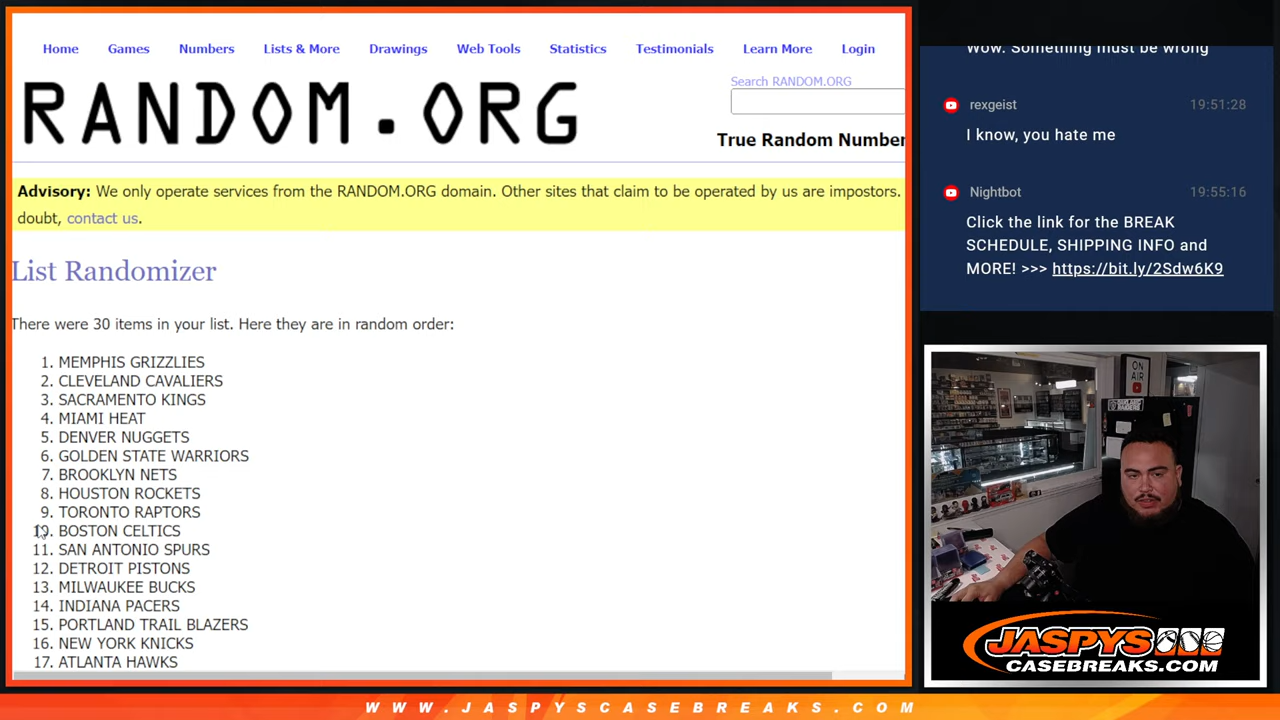 Home Games Numbers Lists & More Drawings Web Tools Statistics Testimonials Learn More Login
RANDOM.ORG
Search RANDOM.ORG
True Random Number
Advisory: We only operate services from the RANDOM.ORG domain. Other sites that claim to be operated by us are impostors.
doubt, contact us.
List Randomizer
There were 30 items in your list. Here they are in random order:
1. MEMPHIS GRIZZLIES
2. CLEVELAND CAVALIERS
3. SACRAMENTO KINGS
4. MIAMI HEAT
5. DENVER NUGGETS
6. GOLDEN STATE WARRIORS
7. BROOKLYN NETS
8. HOUSTON ROCKETS
9. TORONTO RAPTORS
10. BOSTON CELTICS
11. SAN ANTONIO SPURS
12. DETROIT PISTONS
13. MILWAUKEE BUCKS
14. INDIANA PACERS
15. PORTLAND TRAIL BLAZERS
16. NEW YORK KNICKS
17. ATLANTA HAWKS
Wow. Something must be wrong
rexgeist 19:51:28
I know, you hate me
Nightbot 19:55:16
Click the link for the BREAK
SCHEDULE, SHIPPING INFO and
MORE! >>> https://bit.ly/2Sdw6K9
ON
AIR
JASPYS
CASEBREAKS.COM
WWW.JASPYSCASEBREAKS.COM